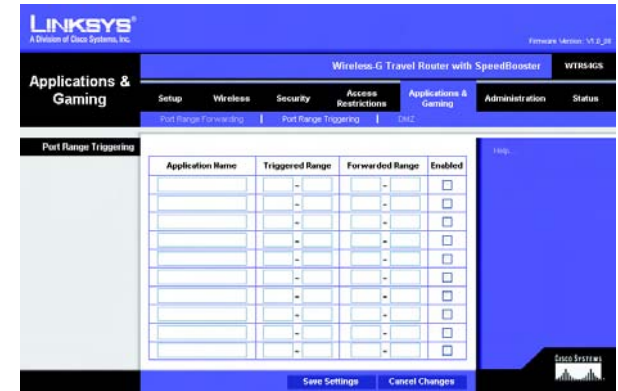 LINKSYS®
A Division of Cisco Systems, Inc.
Firmware Version: V1.0_08
Wireless-G Travel Router with SpeedBooster WTR54GS
Applications & Gaming
Setup Wireless Security Access Restrictions Applications & Gaming Administration Status
Port Range Forwarding | Port Range Triggering | DMZ
Port Range Triggering
Help...
Application Name Triggered Range Forwarded Range Enabled
-  -
-  -
-  -
-  -
-  -
-  -
-  -
-  -
-  -
-  -
CISCO SYSTEMS
Save Settings Cancel Changes